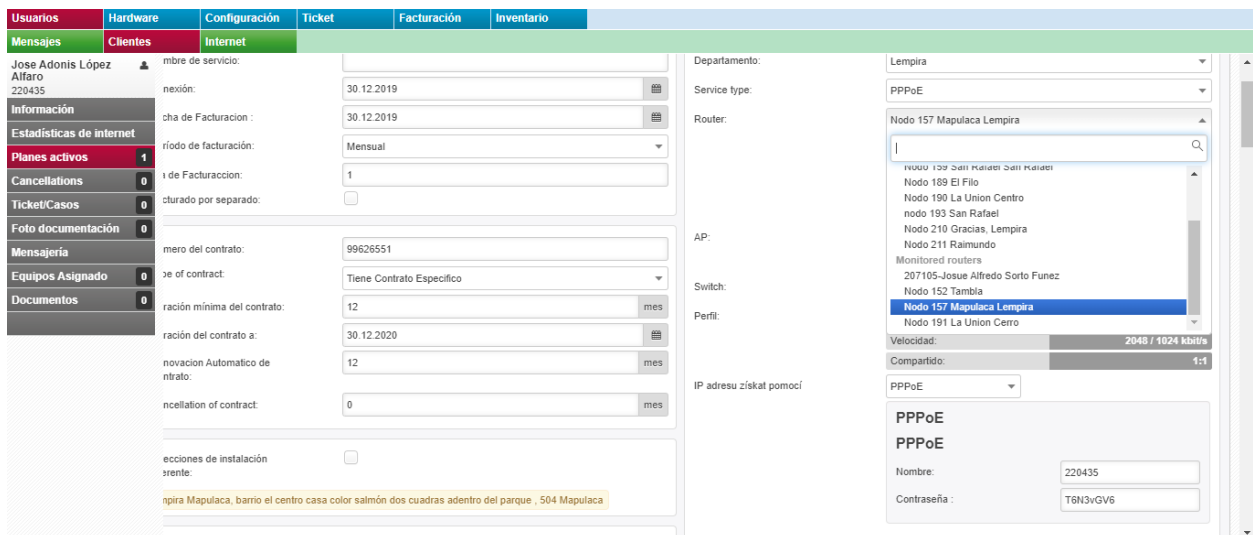 Usuarios
Hardware
Configuración
Ticket
Facturación
Inventario
Mensajes
Clientes
Internet
Jose Adonis López
Alfaro
220435
Información
Estadísticas de internet
Planes activos 1
Cancellations 0
Ticket/Casos 0
Foto documentación 0
Mensajería
Equipos Asignado 0
Documentos 0
mbre de servicio:
nexión: 30.12.2019
cha de Facturacion : 30.12.2019
ríodo de facturación: Mensual
a de Facturaccion: 1
cturado por separado:
mero del contrato: 99626551
pe of contract: Tiene Contrato Especifico
ración mínima del contrato: 12 mes
ración del contrato a: 30.12.2020
novacion Automatico de
ntrato: 12 mes
ncellation of contract: 0 mes
ecciones de instalación
erente:
mpira Mapulaca, barrio el centro casa color salmón dos cuadras adentro del parque , 504 Mapulaca
Departamento: Lempira
Service type: PPPoE
Router: Nodo 157 Mapulaca Lempira
Nodo 159 San Rafael San Rafael
Nodo 189 El Filo
Nodo 190 La Union Centro
nodo 193 San Rafael
Nodo 210 Gracias, Lempira
Nodo 211 Raimundo
Monitored routers
207105-Josue Alfredo Sorto Funez
Nodo 152 Tambla
Nodo 157 Mapulaca Lempira
Nodo 191 La Union Cerro
AP:
Switch:
Perfil:
Velocidad: 2048 / 1024 kbit/s
Compartido: 1:1
IP adresu získat pomocí PPPoE
PPPoE
PPPoE
Nombre: 220435
Contraseña : T6N3vGV6